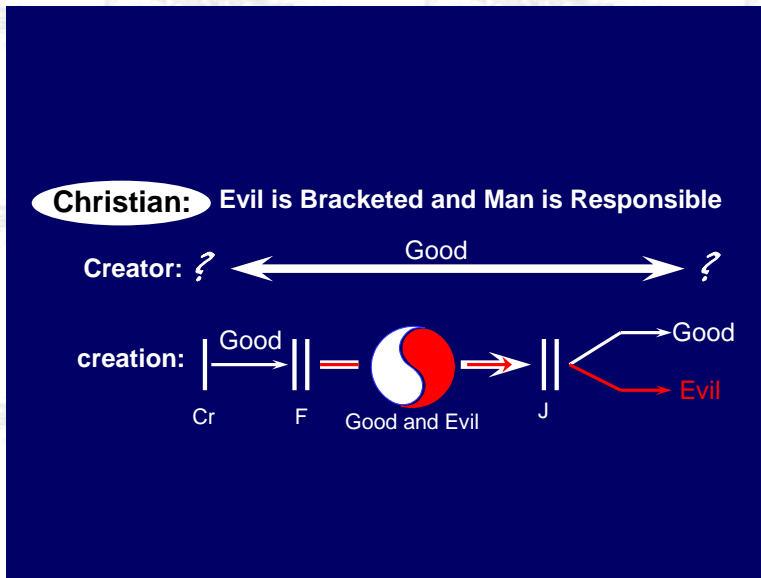 Christian: Evil is Bracketed and Man is Responsible
Good
Creator: ? ?
creation: Good Good
Evil
Cr F Good and Evil J